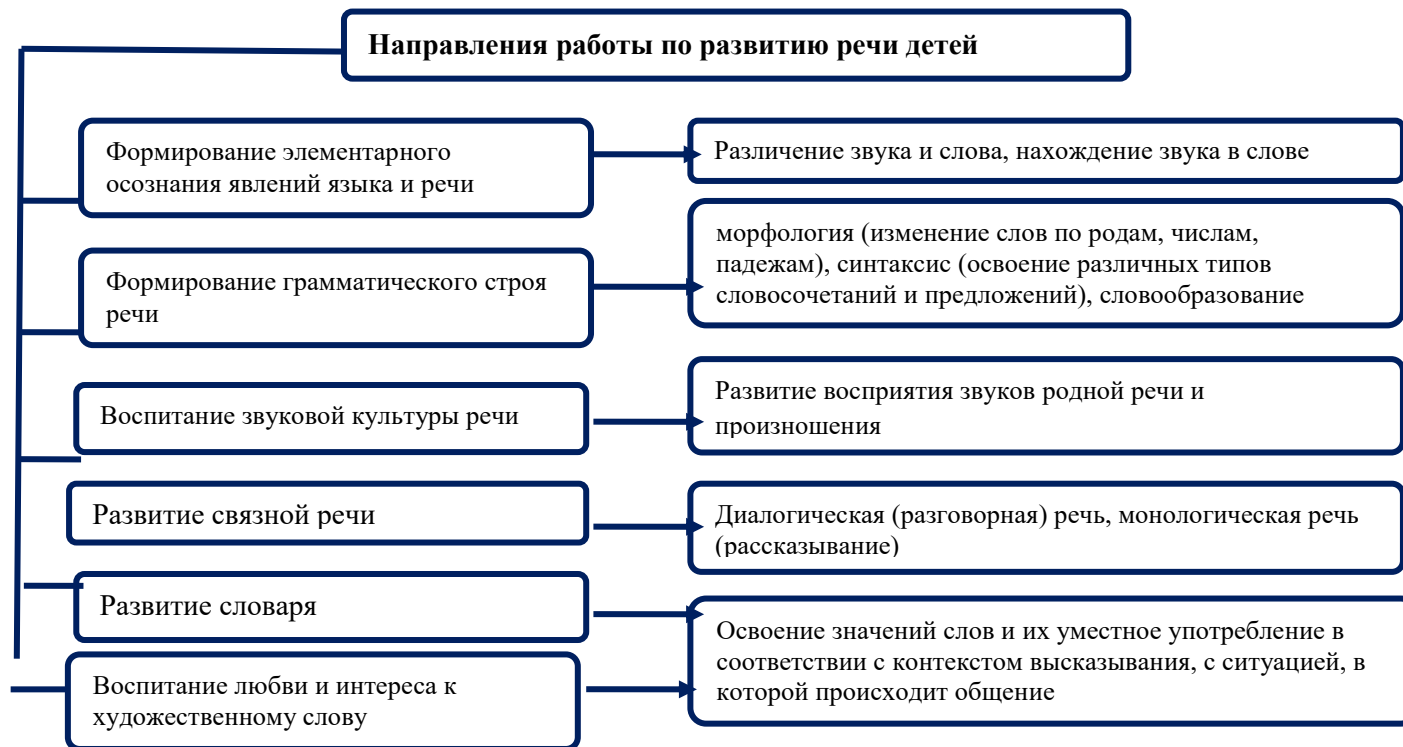 Направления работы по развитию речи детей
Формирование элементарного
осознания явлений языка и речи
Различение звука и слова, нахождение звука в слове
Формирование грамматического строя
речи
морфология (изменение слов по родам, числам,
падежам), синтаксис (освоение различных типов
словосочетаний и предложений), словообразование
Воспитание звуковой культуры речи
Развитие восприятия звуков родной речи и
произношения
Развитие связной речи
Диалогическая (разговорная) речь, монологическая речь
(рассказывание)
Развитие словаря
Освоение значений слов и их уместное употребление в
соответствии с контекстом высказывания, с ситуацией, в
которой происходит общение
Воспитание любви и интереса к
художественному слову